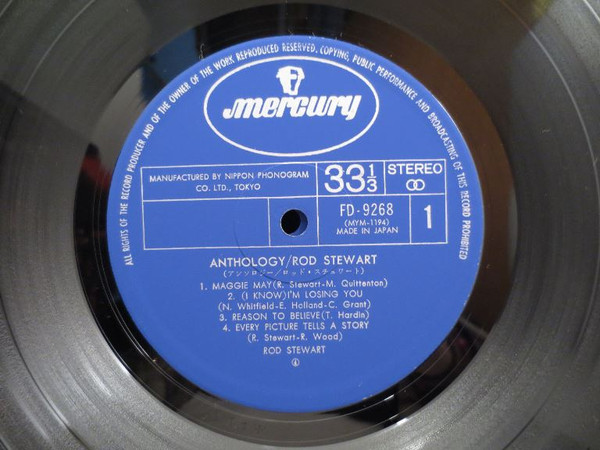 ALL RIGHTS OF THE RECORD PRODUCER AND OF THE OWNER OF THE WORK REPRODUCED RESERVED, COPYING, PUBLIC PERFORMANCE AND BROADCASTING OF THIS RECORD PROHIBITED
mercury
MANUFACTURED BY NIPPON PHONOGRAM
CO. LTD., TOKYO
33 1/3
STEREO
FD-9268
(MYM-1194)
MADE IN JAPAN
1
ANTHOLOGY/ROD STEWART
(アンソロジー/ロッド・スチュワート)
1. MAGGIE MAY(R. Stewart-M. Quittenton)
2. (I KNOW)I'M LOSING YOU
(N. Whitfield-E. Holland-C. Grant)
3. REASON TO BELIEVE(T. Hardin)
4. EVERY PICTURE TELLS A STORY
(R. Stewart-R. Wood)
ROD STEWART